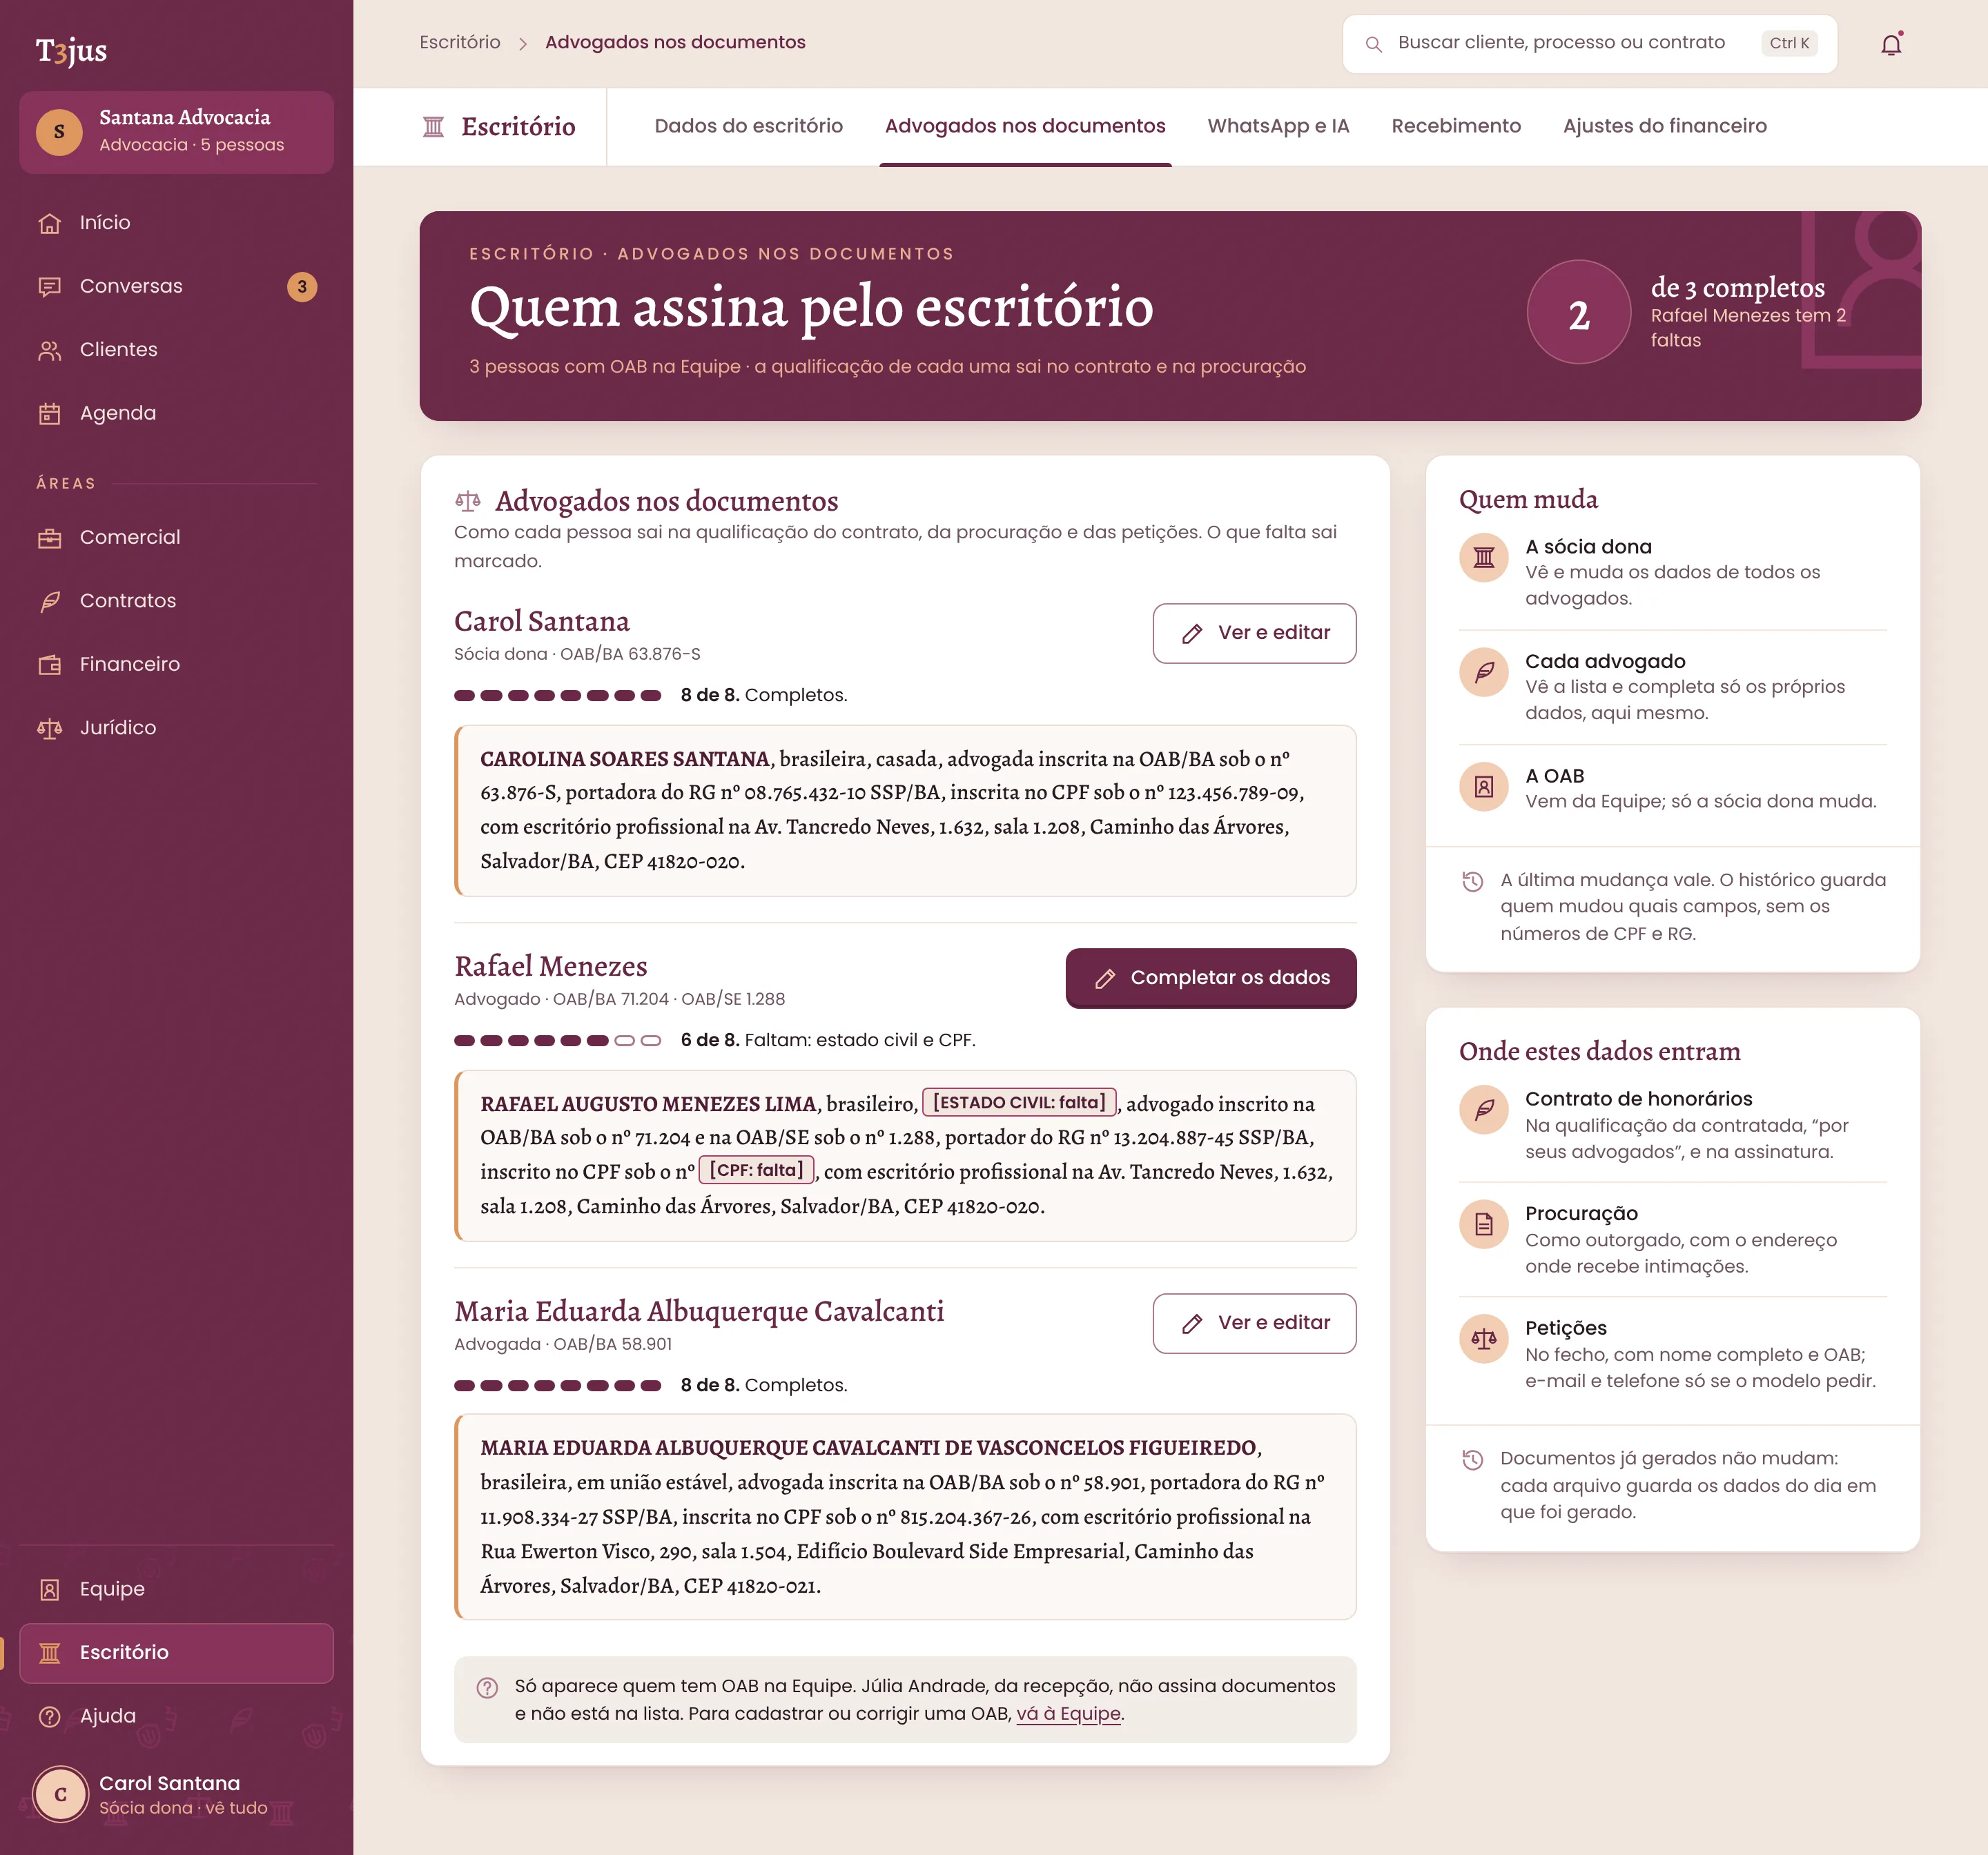 T3jus
S
Santana Advocacia
Advocacia · 5 pessoas
Início
Conversas
3
Clientes
Agenda
ÁREAS
Comercial
Contratos
Financeiro
Jurídico
Equipe
Escritório
Ajuda
C
Carol Santana
Sócia dona · vê tudo
Escritório
Advogados nos documentos
Buscar cliente, processo ou contrato
Ctrl K
Escritório
Dados do escritório
Advogados nos documentos
WhatsApp e IA
Recebimento
Ajustes do financeiro
ESCRITÓRIO · ADVOGADOS NOS DOCUMENTOS
Quem assina pelo escritório
3 pessoas com OAB na Equipe · a qualificação de cada uma sai no contrato e na procuração
2
de 3 completos
Rafael Menezes tem 2
faltas
Advogados nos documentos
Como cada pessoa sai na qualificação do contrato, da procuração e das petições. O que falta sai
marcado.
Carol Santana
Sócia dona · OAB/BA 63.876-S
Ver e editar
8 de 8. Completos.
CAROLINA SOARES SANTANA, brasileira, casada, advogada inscrita na OAB/BA sob o nº
63.876-S, portadora do RG nº 08.765.432-10 SSP/BA, inscrita no CPF sob o nº 123.456.789-09,
com escritório profissional na Av. Tancredo Neves, 1.632, sala 1.208, Caminho das Árvores,
Salvador/BA, CEP 41820-020.
Rafael Menezes
Advogado · OAB/BA 71.204 · OAB/SE 1.288
Completar os dados
6 de 8. Faltam: estado civil e CPF.
RAFAEL AUGUSTO MENEZES LIMA, brasileiro, [ESTADO CIVIL: falta], advogado inscrito na
OAB/BA sob o nº 71.204 e na OAB/SE sob o nº 1.288, portador do RG nº 13.204.887-45 SSP/BA,
inscrito no CPF sob o nº [CPF: falta], com escritório profissional na Av. Tancredo Neves, 1.632,
sala 1.208, Caminho das Árvores, Salvador/BA, CEP 41820-020.
Maria Eduarda Albuquerque Cavalcanti
Advogada · OAB/BA 58.901
Ver e editar
8 de 8. Completos.
MARIA EDUARDA ALBUQUERQUE CAVALCANTI DE VASCONCELOS FIGUEIREDO,
brasileira, em união estável, advogada inscrita na OAB/BA sob o nº 58.901, portadora do RG nº
11.908.334-27 SSP/BA, inscrita no CPF sob o nº 815.204.367-26, com escritório profissional na
Rua Ewerton Visco, 290, sala 1.504, Edifício Boulevard Side Empresarial, Caminho das
Árvores, Salvador/BA, CEP 41820-021.
Só aparece quem tem OAB na Equipe. Júlia Andrade, da recepção, não assina documentos
e não está na lista. Para cadastrar ou corrigir uma OAB, vá à Equipe.
Quem muda
A sócia dona
Vê e muda os dados de todos os
advogados.
Cada advogado
Vê a lista e completa só os próprios
dados, aqui mesmo.
A OAB
Vem da Equipe; só a sócia dona muda.
A última mudança vale. O histórico guarda
quem mudou quais campos, sem os
números de CPF e RG.
Onde estes dados entram
Contrato de honorários
Na qualificação da contratada, “por
seus advogados”, e na assinatura.
Procuração
Como outorgado, com o endereço
onde recebe intimações.
Petições
No fecho, com nome completo e OAB;
e-mail e telefone só se o modelo pedir.
Documentos já gerados não mudam:
cada arquivo guarda os dados do dia em
que foi gerado.